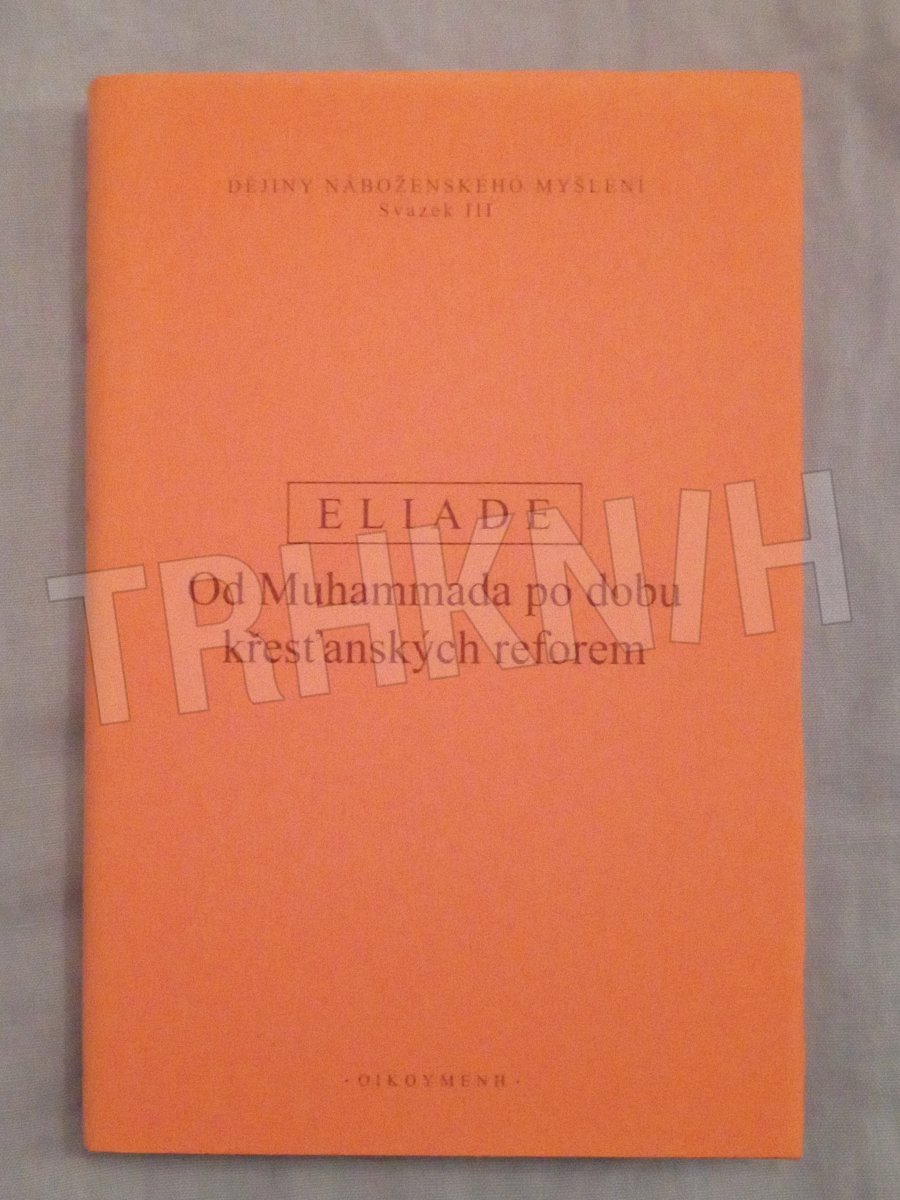 DĚJINY NÁBOŽENSKÉHO MYŠLENÍ
Svazek III
ELIADE
Od Muhammada po dobu
křesťanských reforem
TRHKNIH
· OIKOYMENH ·